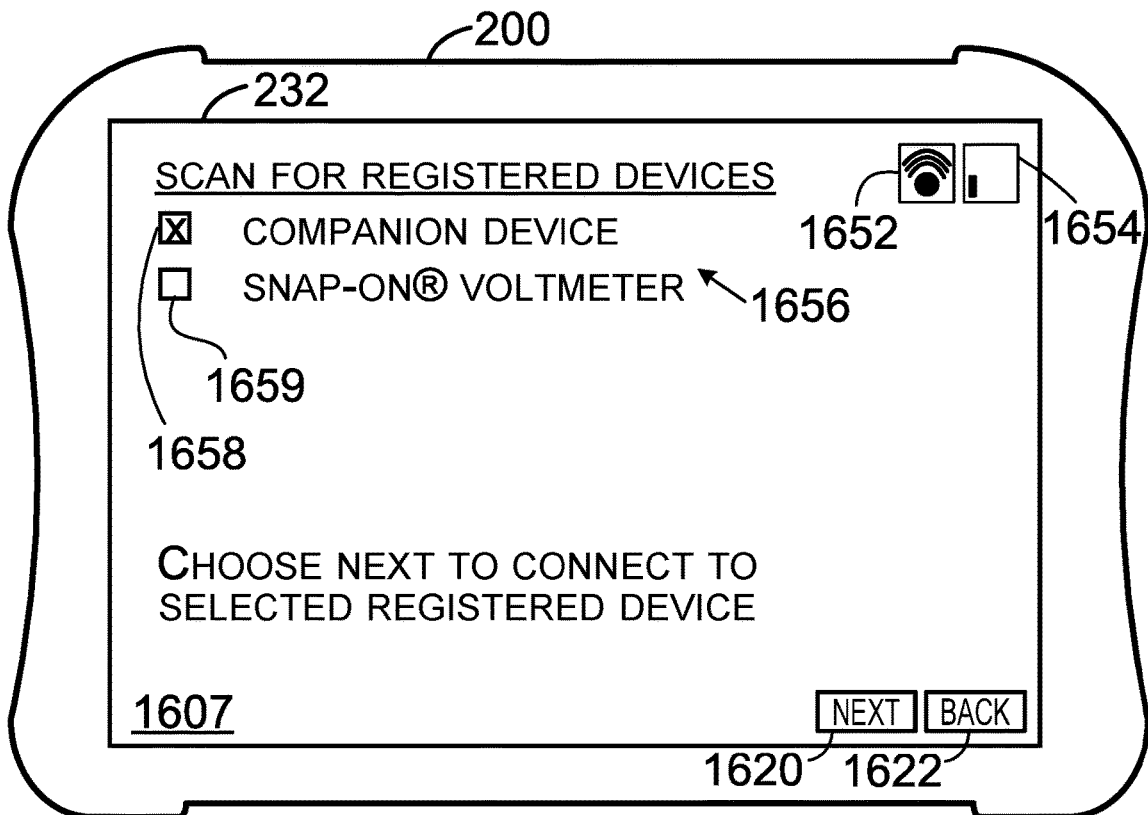 200
232
SCAN FOR REGISTERED DEVICES
X COMPANION DEVICE
SNAP-ON® VOLTMETER
1652
1654
1656
1659
1658
CHOOSE NEXT TO CONNECT TO
SELECTED REGISTERED DEVICE
1607
NEXT BACK
1620 1622